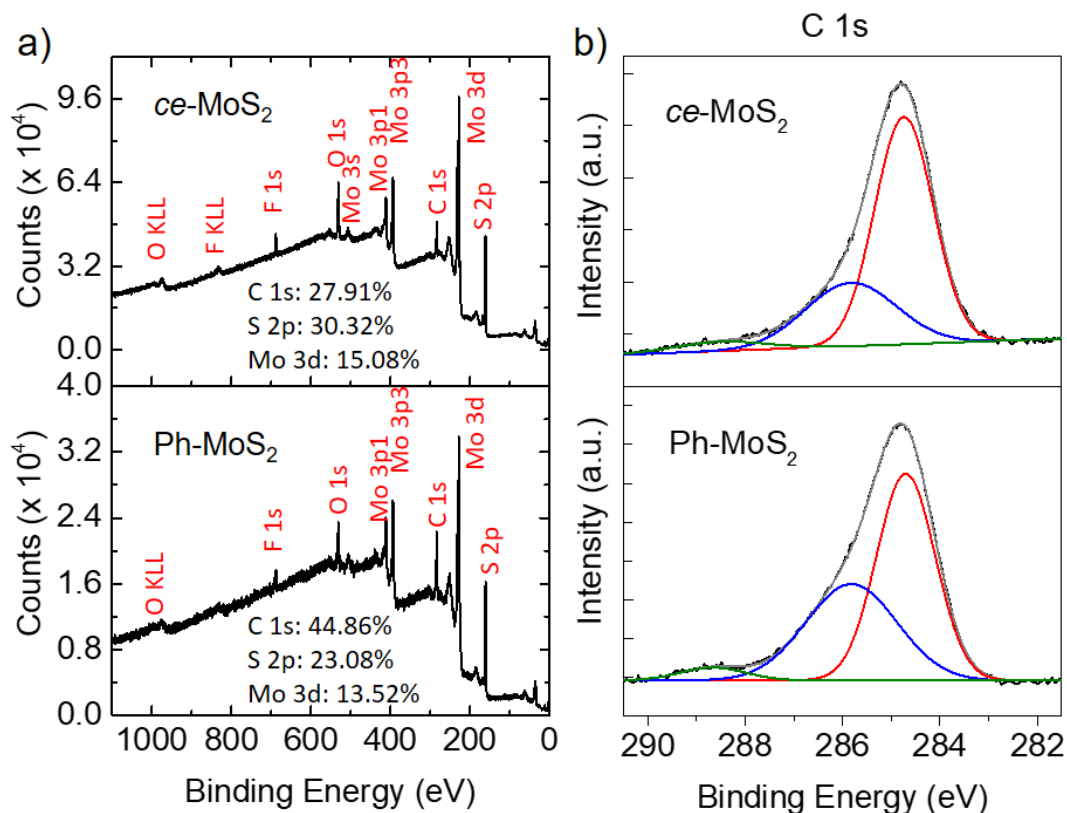 a)
ce-MoS2
Counts (x 10^4)
9.6
6.4
3.2
0.0
O KLL
F KLL
F 1s
O 1s
Mo 3s
Mo 3p1
Mo 3p3
C 1s
Mo 3d
S 2p
C 1s: 27.91%
S 2p: 30.32%
Mo 3d: 15.08%
Ph-MoS2
Counts (x 10^4)
4.0
3.2
2.4
1.6
0.8
0.0
O KLL
F 1s
O 1s
Mo 3p1
Mo 3p3
C 1s
Mo 3d
S 2p
C 1s: 44.86%
S 2p: 23.08%
Mo 3d: 13.52%
1000 800 600 400 200 0
Binding Energy (eV)
b)
C 1s
ce-MoS2
Intensity (a.u.)
Ph-MoS2
Intensity (a.u.)
290 288 286 284 282
Binding Energy (eV)